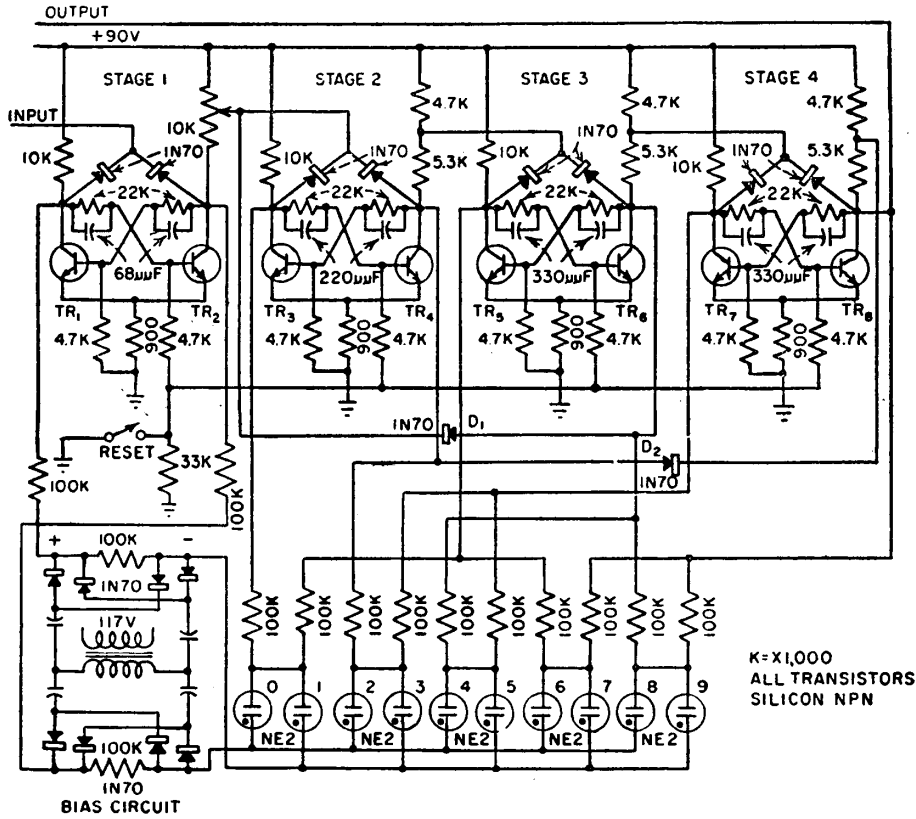 OUTPUT
+90V
STAGE 1 STAGE 2 STAGE 3 STAGE 4
4.7K 4.7K 4.7K
INPUT
10K 1N70 1N70 1N70 1N70
10K 10K 5.3K 10K 5.3K 10K 5.3K
22K 22K 22K 22K
68µµF 220µµF 330µµF 330µµF
TR1 TR2 TR3 TR4 TR5 TR6 TR7 TR8
4.7K 900 4.7K 4.7K 900 4.7K 4.7K 900 4.7K 4.7K 900 4.7K
1N70 D1
RESET D2
33K 1N70
100K 100K
+ 100K -
1N70
117V
100K 100K 100K 100K 100K 100K 100K 100K 100K 100K
0 1 2 3 4 5 6 7 8 9
NE2 NE2 NE2 NE2 NE2
100K
1N70
BIAS CIRCUIT
K=X1,000
ALL TRANSISTORS
SILICON NPN